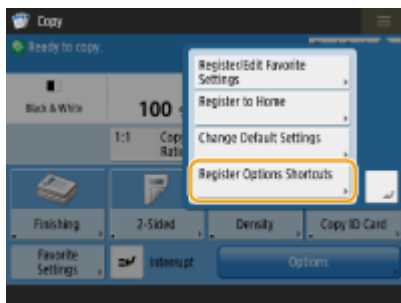 Copy
Ready to copy.
Register/Edit Favorite
Settings
Register to Home
Change Default Settings
Register Options Shortcuts
Black & White
100
1:1
Copy
Ratio
Finishing
2-Sided
Density
Copy ID Card
Favorite
Settings
Interrupt
Options